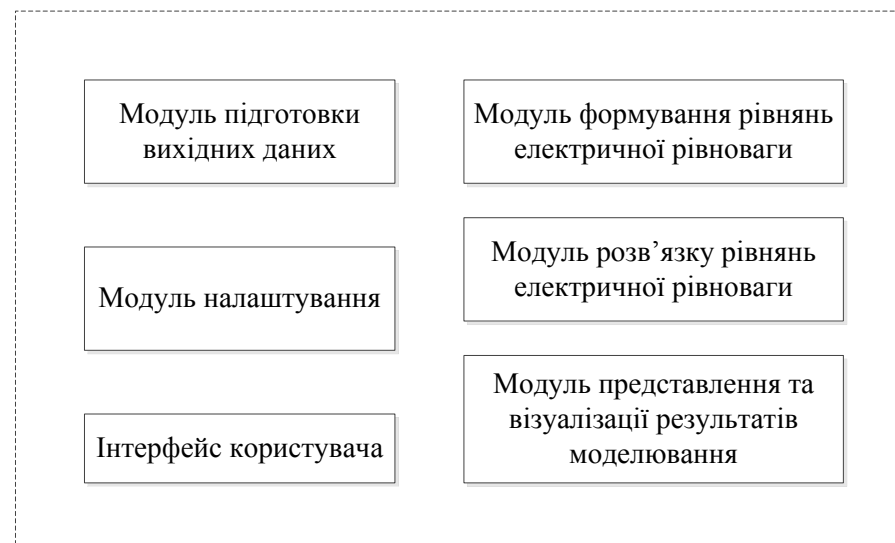 Модуль підготовки
вихідних даних
Модуль налаштування
Інтерфейс користувача
Модуль формування рівнянь
електричної рівноваги
Модуль розв’язку рівнянь
електричної рівноваги
Модуль представлення та
візуалізації результатів
моделювання